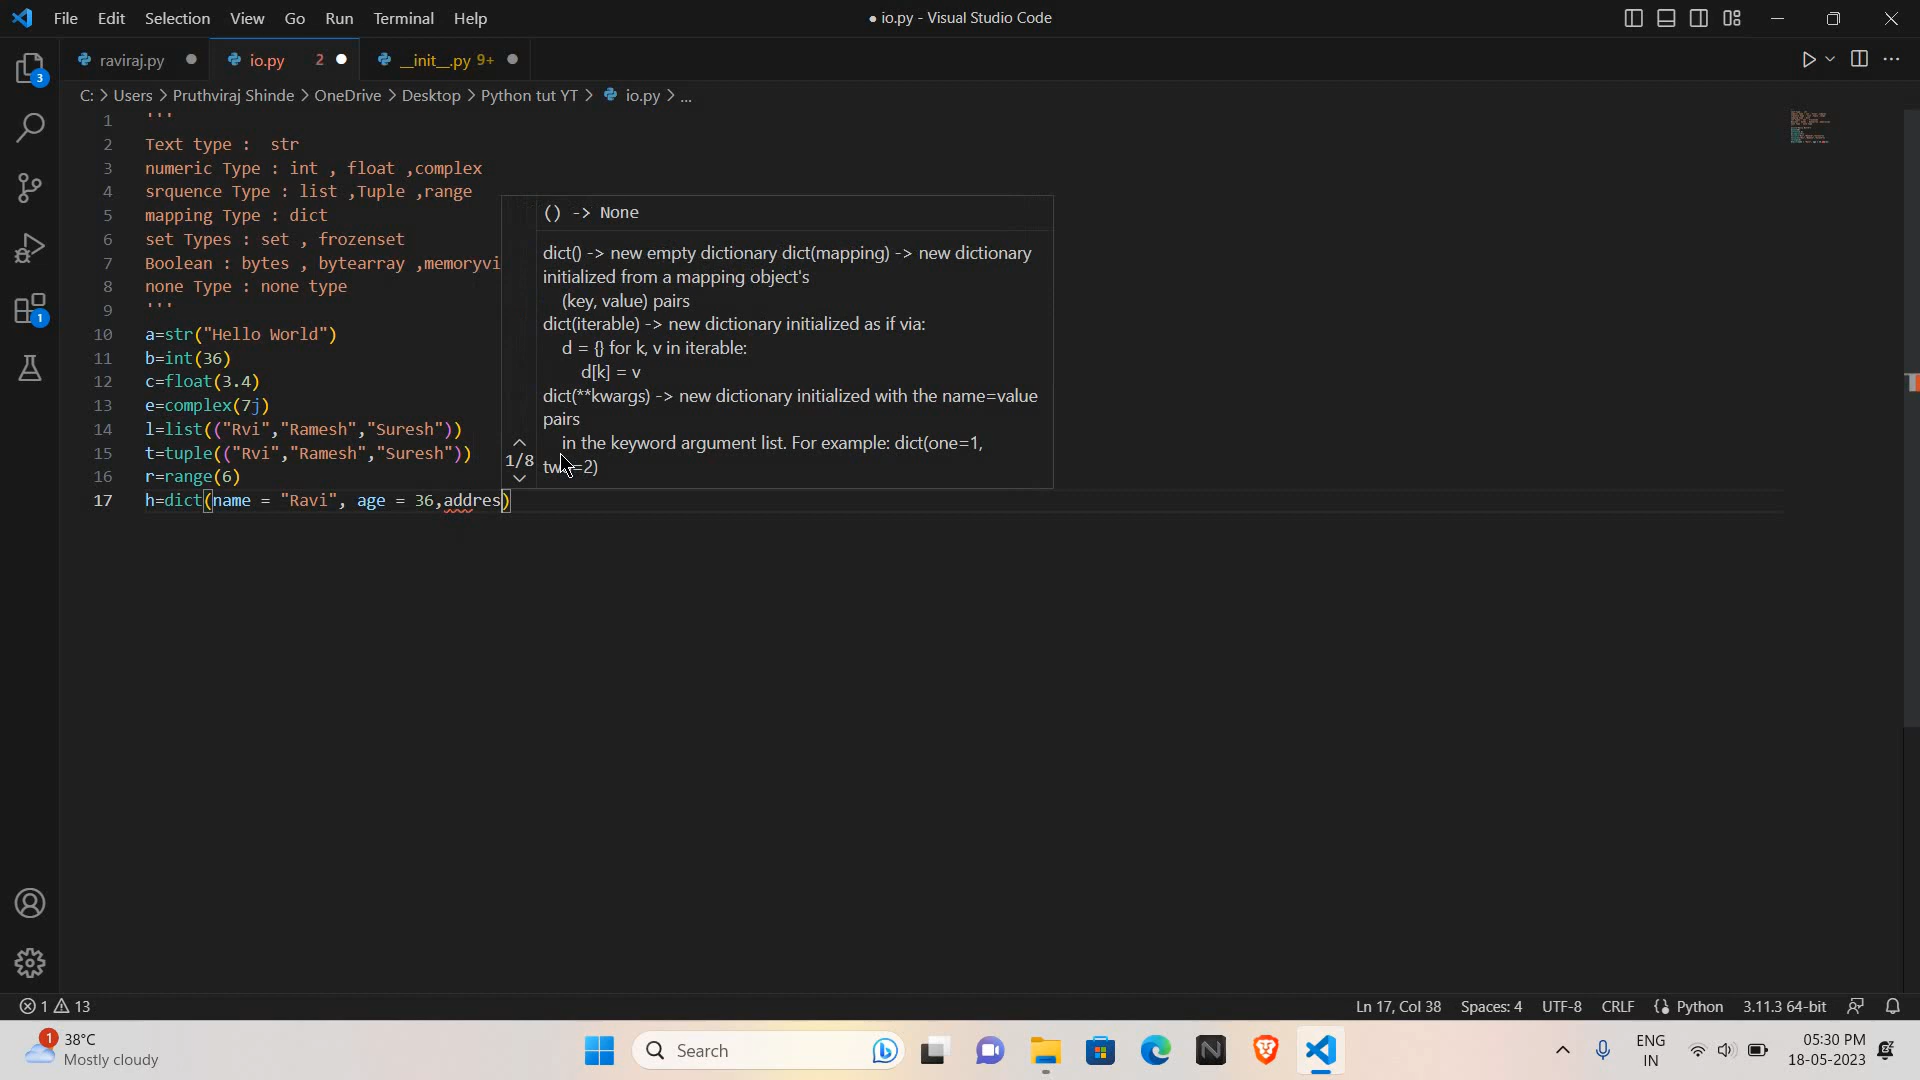 File Edit Selection View Go Run Terminal Help
● io.py - Visual Studio Code
raviraj.py
io.py 2
__init__.py 9+
C: > Users > Pruthviraj Shinde > OneDrive > Desktop > Python tut YT > io.py > ...
1 '''
2 Text type :  str
3 numeric Type : int , float ,complex
4 srquence Type : list ,Tuple ,range
5 mapping Type : dict
6 set Types : set , frozenset
7 Boolean : bytes , bytearray ,memoryvi
8 none Type : none type
9 '''
10 a=str("Hello World")
11 b=int(36)
12 c=float(3.4)
13 e=complex(7j)
14 l=list(("Rvi","Ramesh","Suresh"))
15 t=tuple(("Rvi","Ramesh","Suresh"))
16 r=range(6)
17 h=dict(name = "Ravi", age = 36,addres)
() -> None
dict() -> new empty dictionary dict(mapping) -> new dictionary
initialized from a mapping object's
(key, value) pairs
dict(iterable) -> new dictionary initialized as if via:
d = {} for k, v in iterable:
d[k] = v
dict(**kwargs) -> new dictionary initialized with the name=value
pairs
in the keyword argument list. For example: dict(one=1,
=2)
1/8
3
1
1 13
Ln 17, Col 38 Spaces: 4 UTF-8 CRLF {} Python 3.11.3 64-bit
1
38°C
Mostly cloudy
Search
ENG
IN
05:30 PM
18-05-2023